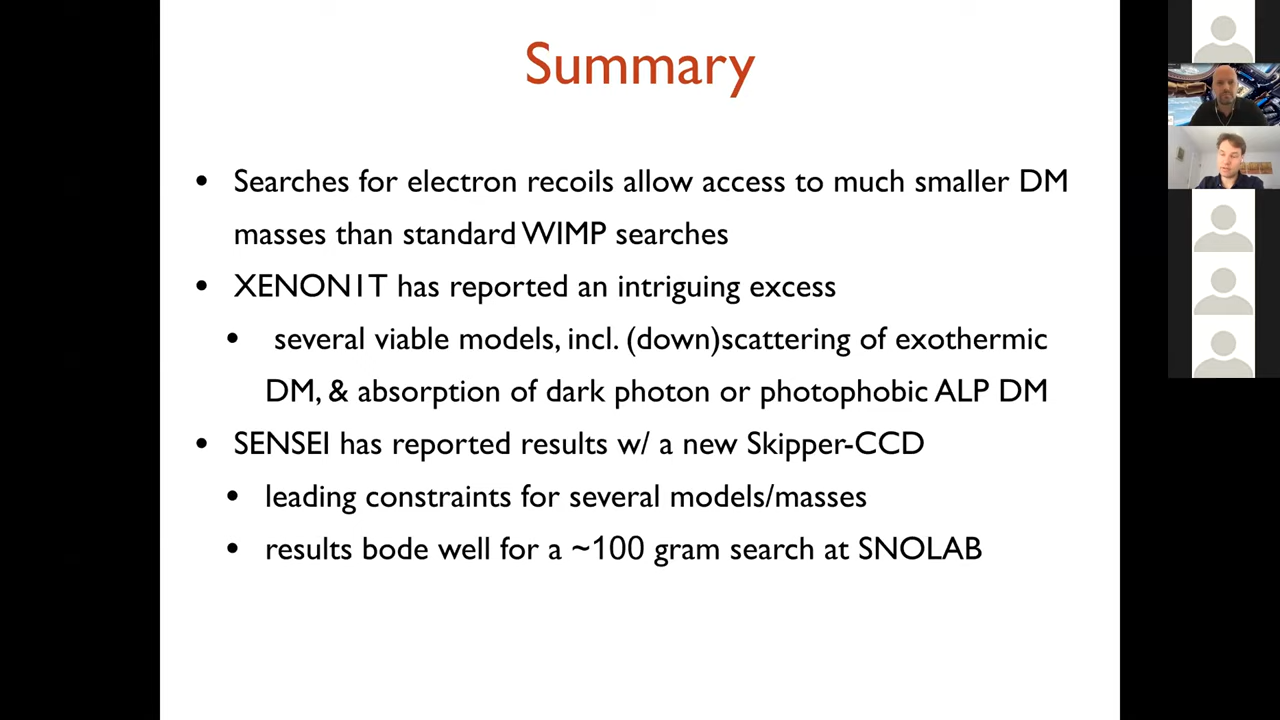 Summary
• Searches for electron recoils allow access to much smaller DM
masses than standard WIMP searches
• XENON1T has reported an intriguing excess
• several viable models, incl. (down)scattering of exothermic
DM, & absorption of dark photon or photophobic ALP DM
• SENSEI has reported results w/ a new Skipper-CCD
• leading constraints for several models/masses
• results bode well for a ~100 gram search at SNOLAB